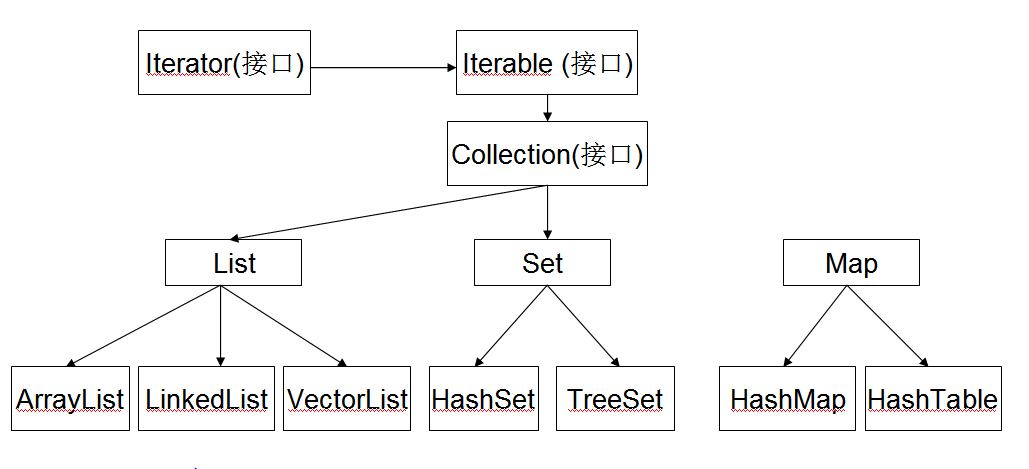 Iterator(接口)
Iterable (接口)
Collection(接口)
List
Set
Map
ArrayList
LinkedList
VectorList
HashSet
TreeSet
HashMap
HashTable